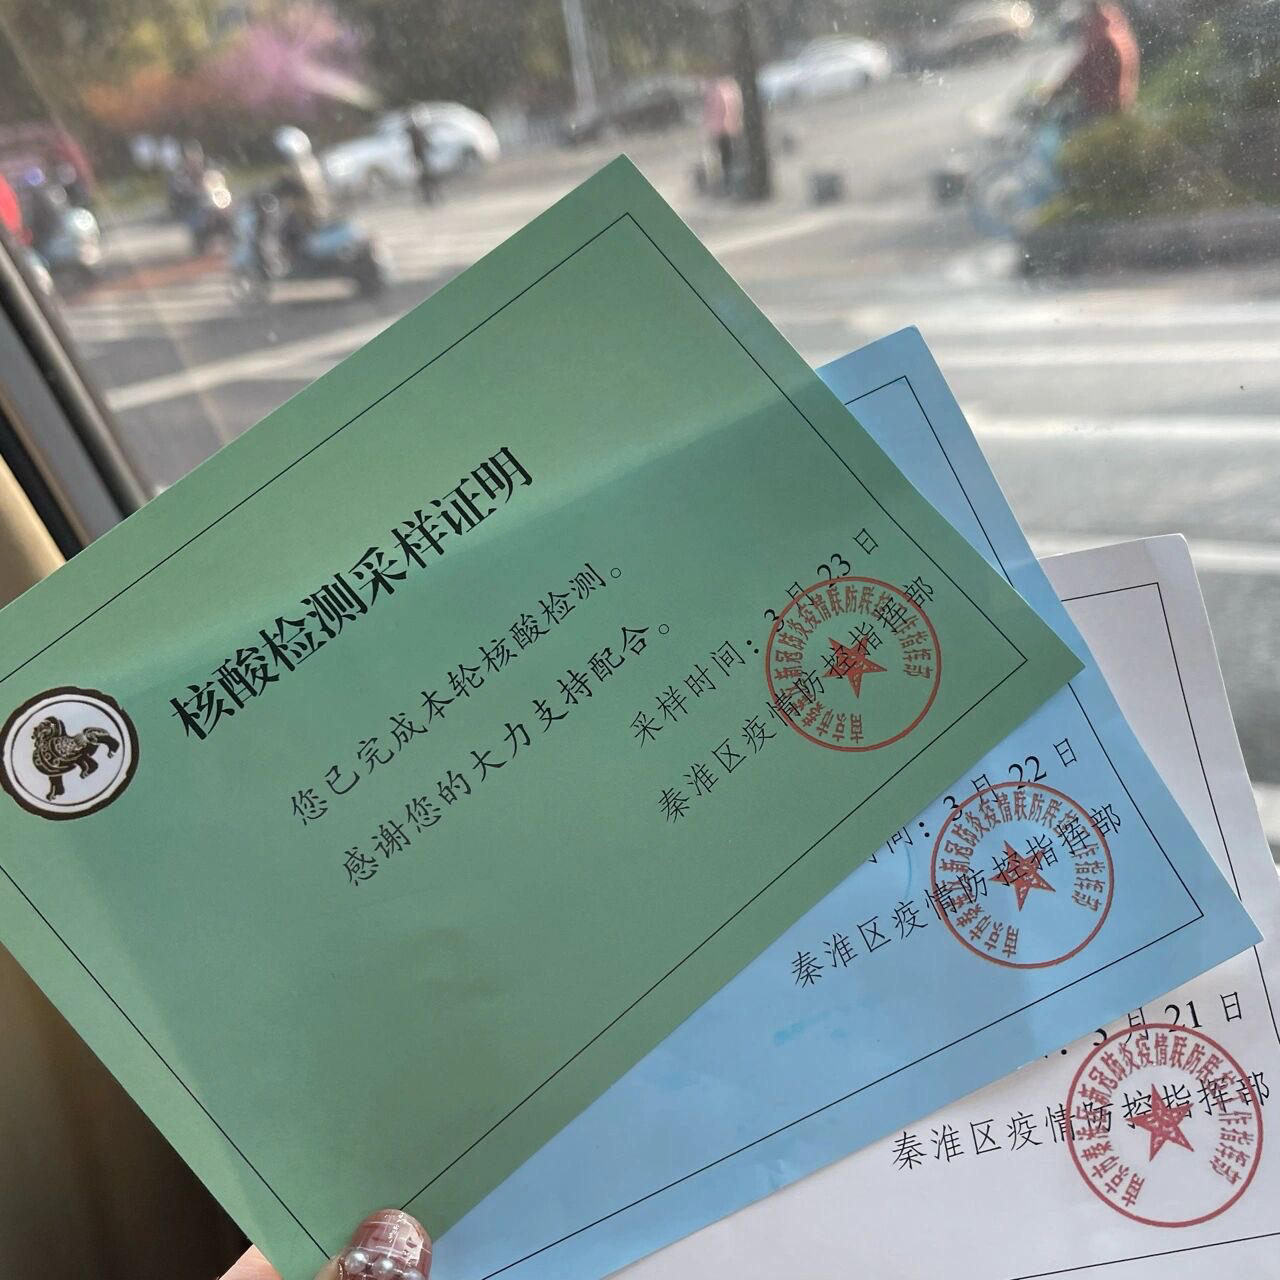 核酸检测采样证明
您已完成本轮核酸检测。
感谢您的大力支持配合。
采样时间：3月23日
秦淮区疫情防控指挥部
间：3月22日
秦淮区疫情防控指挥部
3月21日
秦淮区疫情防控指挥部